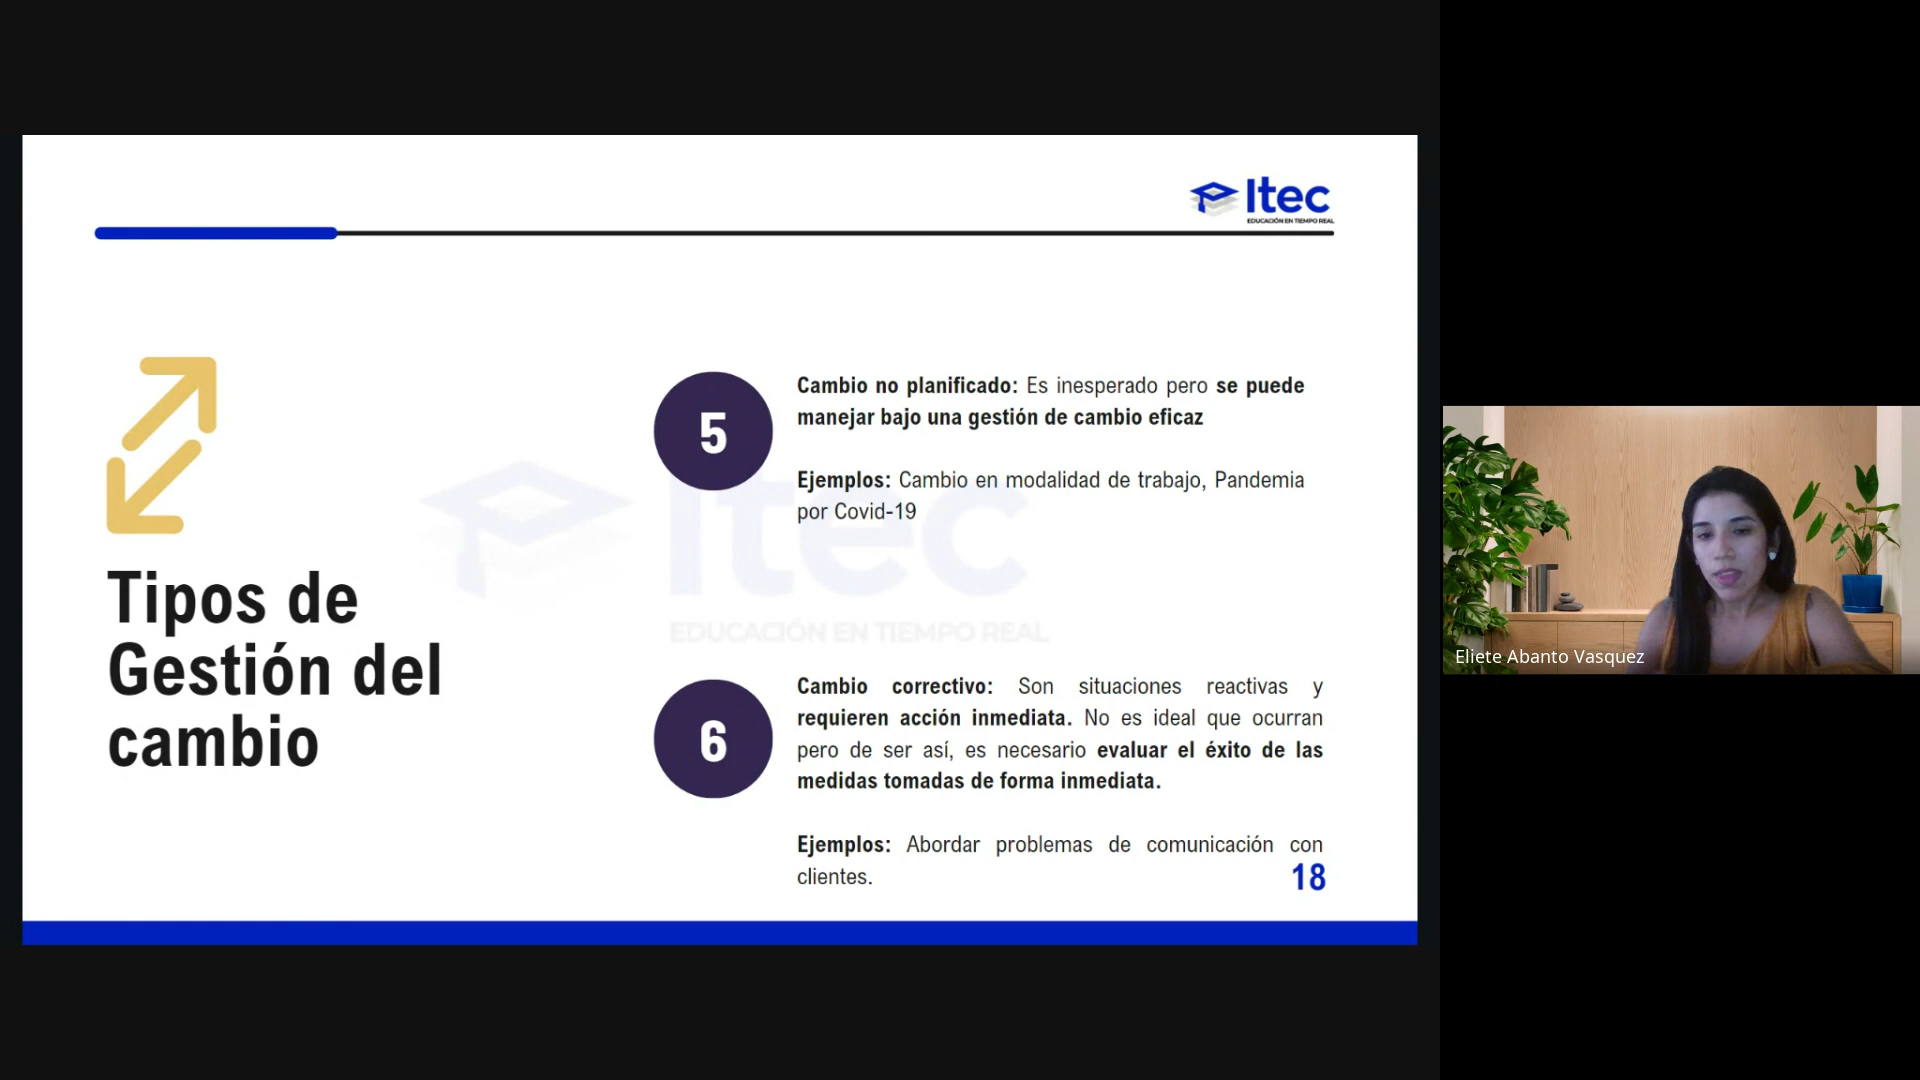 Itec
EDUCACIÓN EN TIEMPO REAL
Tipos de
Gestión del
cambio
5
Cambio no planificado: Es inesperado pero se puede
manejar bajo una gestión de cambio eficaz
Ejemplos: Cambio en modalidad de trabajo, Pandemia
por Covid-19
Itec
EDUCACIÓN EN TIEMPO REAL
6
Cambio correctivo: Son situaciones reactivas y
requieren acción inmediata. No es ideal que ocurran
pero de ser así, es necesario evaluar el éxito de las
medidas tomadas de forma inmediata.
Ejemplos: Abordar problemas de comunicación con
clientes.
18
Eliete Abanto Vasquez